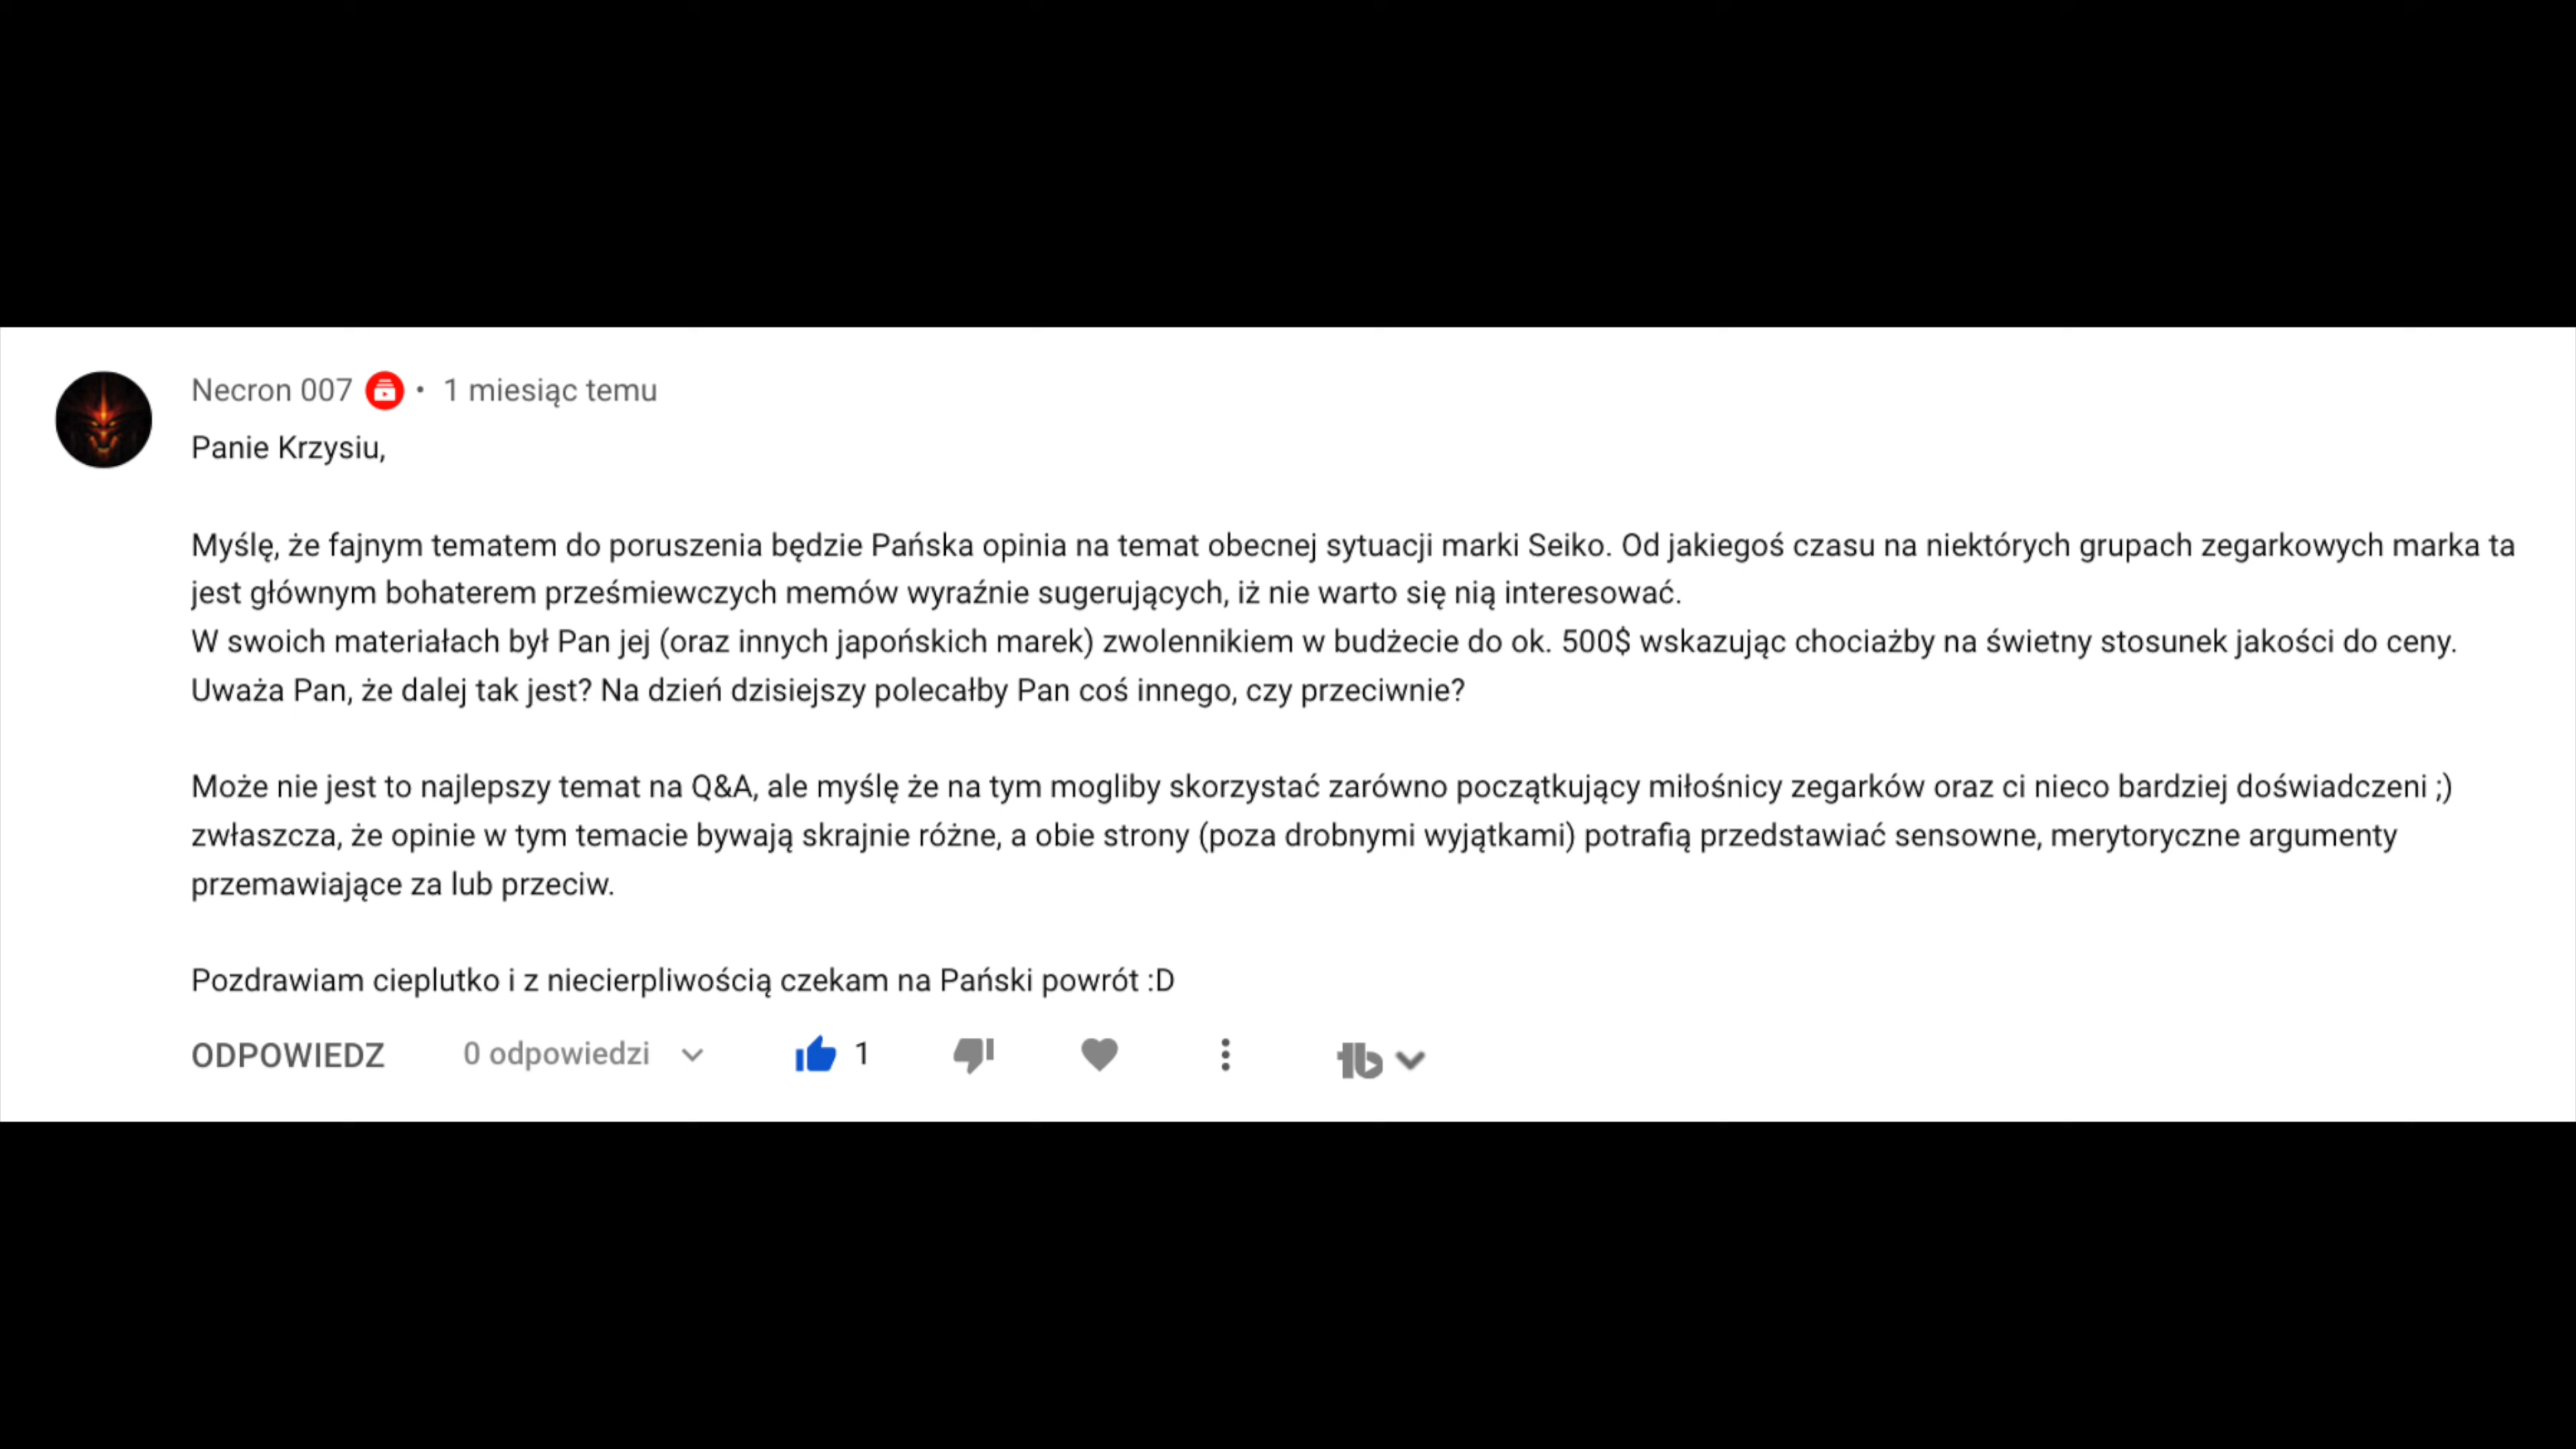 Necron 007 • 1 miesiąc temu
Panie Krzysiu,
Myślę, że fajnym tematem do poruszenia będzie Pańska opinia na temat obecnej sytuacji marki Seiko. Od jakiegoś czasu na niektórych grupach zegarkowych marka ta
jest głównym bohaterem prześmiewczych memów wyraźnie sugerujących, iż nie warto się nią interesować.
W swoich materiałach był Pan jej (oraz innych japońskich marek) zwolennikiem w budżecie do ok. 500$ wskazując chociażby na świetny stosunek jakości do ceny.
Uważa Pan, że dalej tak jest? Na dzień dzisiejszy polecałby Pan coś innego, czy przeciwnie?
Może nie jest to najlepszy temat na Q&A, ale myślę że na tym mogliby skorzystać zarówno początkujący miłośnicy zegarków oraz ci nieco bardziej doświadczeni ;)
zwłaszcza, że opinie w tym temacie bywają skrajnie różne, a obie strony (poza drobnymi wyjątkami) potrafią przedstawiać sensowne, merytoryczne argumenty
przemawiające za lub przeciw.
Pozdrawiam cieplutko i z niecierpliwością czekam na Pański powrót :D
ODPOWIEDZ 0 odpowiedzi 1 tb